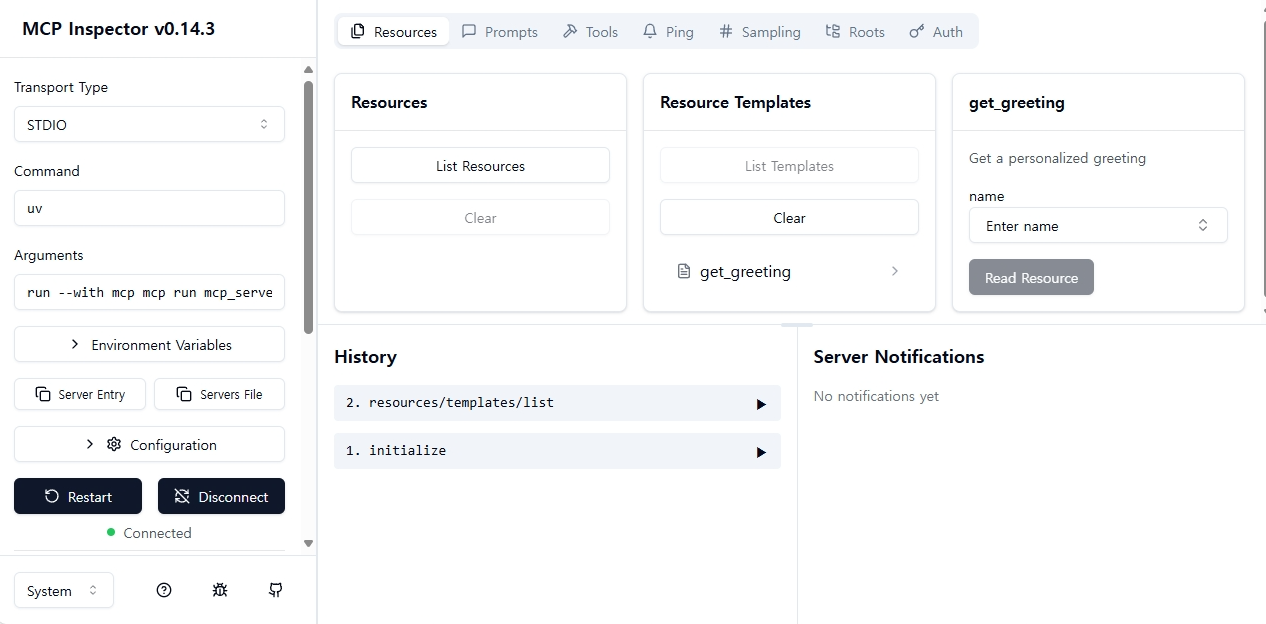 MCP Inspector v0.14.3
Transport Type
STDIO
Command
uv
Arguments
run --with mcp mcp run mcp_serve
Environment Variables
Server Entry
Servers File
Configuration
Restart
Disconnect
Connected
System
Resources
Prompts
Tools
Ping
Sampling
Roots
Auth
Resources
List Resources
Clear
Resource Templates
List Templates
Clear
get_greeting
get_greeting
Get a personalized greeting
name
Enter name
Read Resource
History
2. resources/templates/list
1. initialize
Server Notifications
No notifications yet